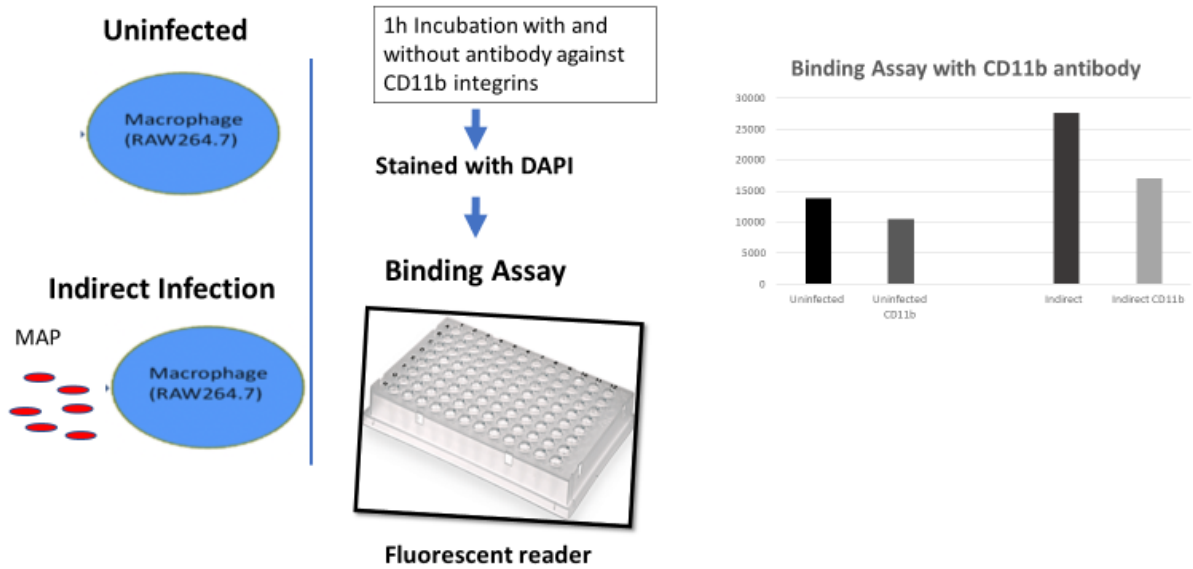 Uninfected
Macrophage
(RAW264.7)
Indirect Infection
MAP
Macrophage
(RAW264.7)
1h Incubation with and
without antibody against
CD11b integrins
Stained with DAPI
Binding Assay
Fluorescent reader
Binding Assay with CD11b antibody
30000
25000
20000
15000
10000
5000
0
Uninfected
Uninfected
CD11b
Indirect
Indirect CD11b